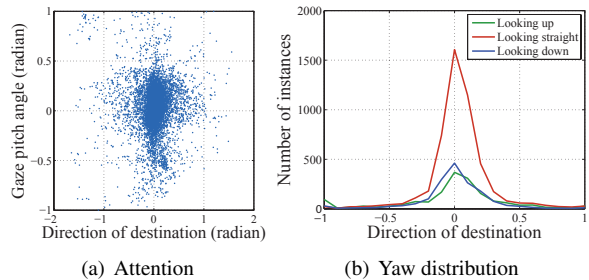 1
0.5
0
−0.5
−1
−2 −1 0 1 2
Gaze pitch angle (radian)
Direction of destination (radian)
(a) Attention
2000
1500
1000
500
0
−1 −0.5 0 0.5 1
Number of instances
Direction of destination
Looking up
Looking straight
Looking down
(b) Yaw distribution